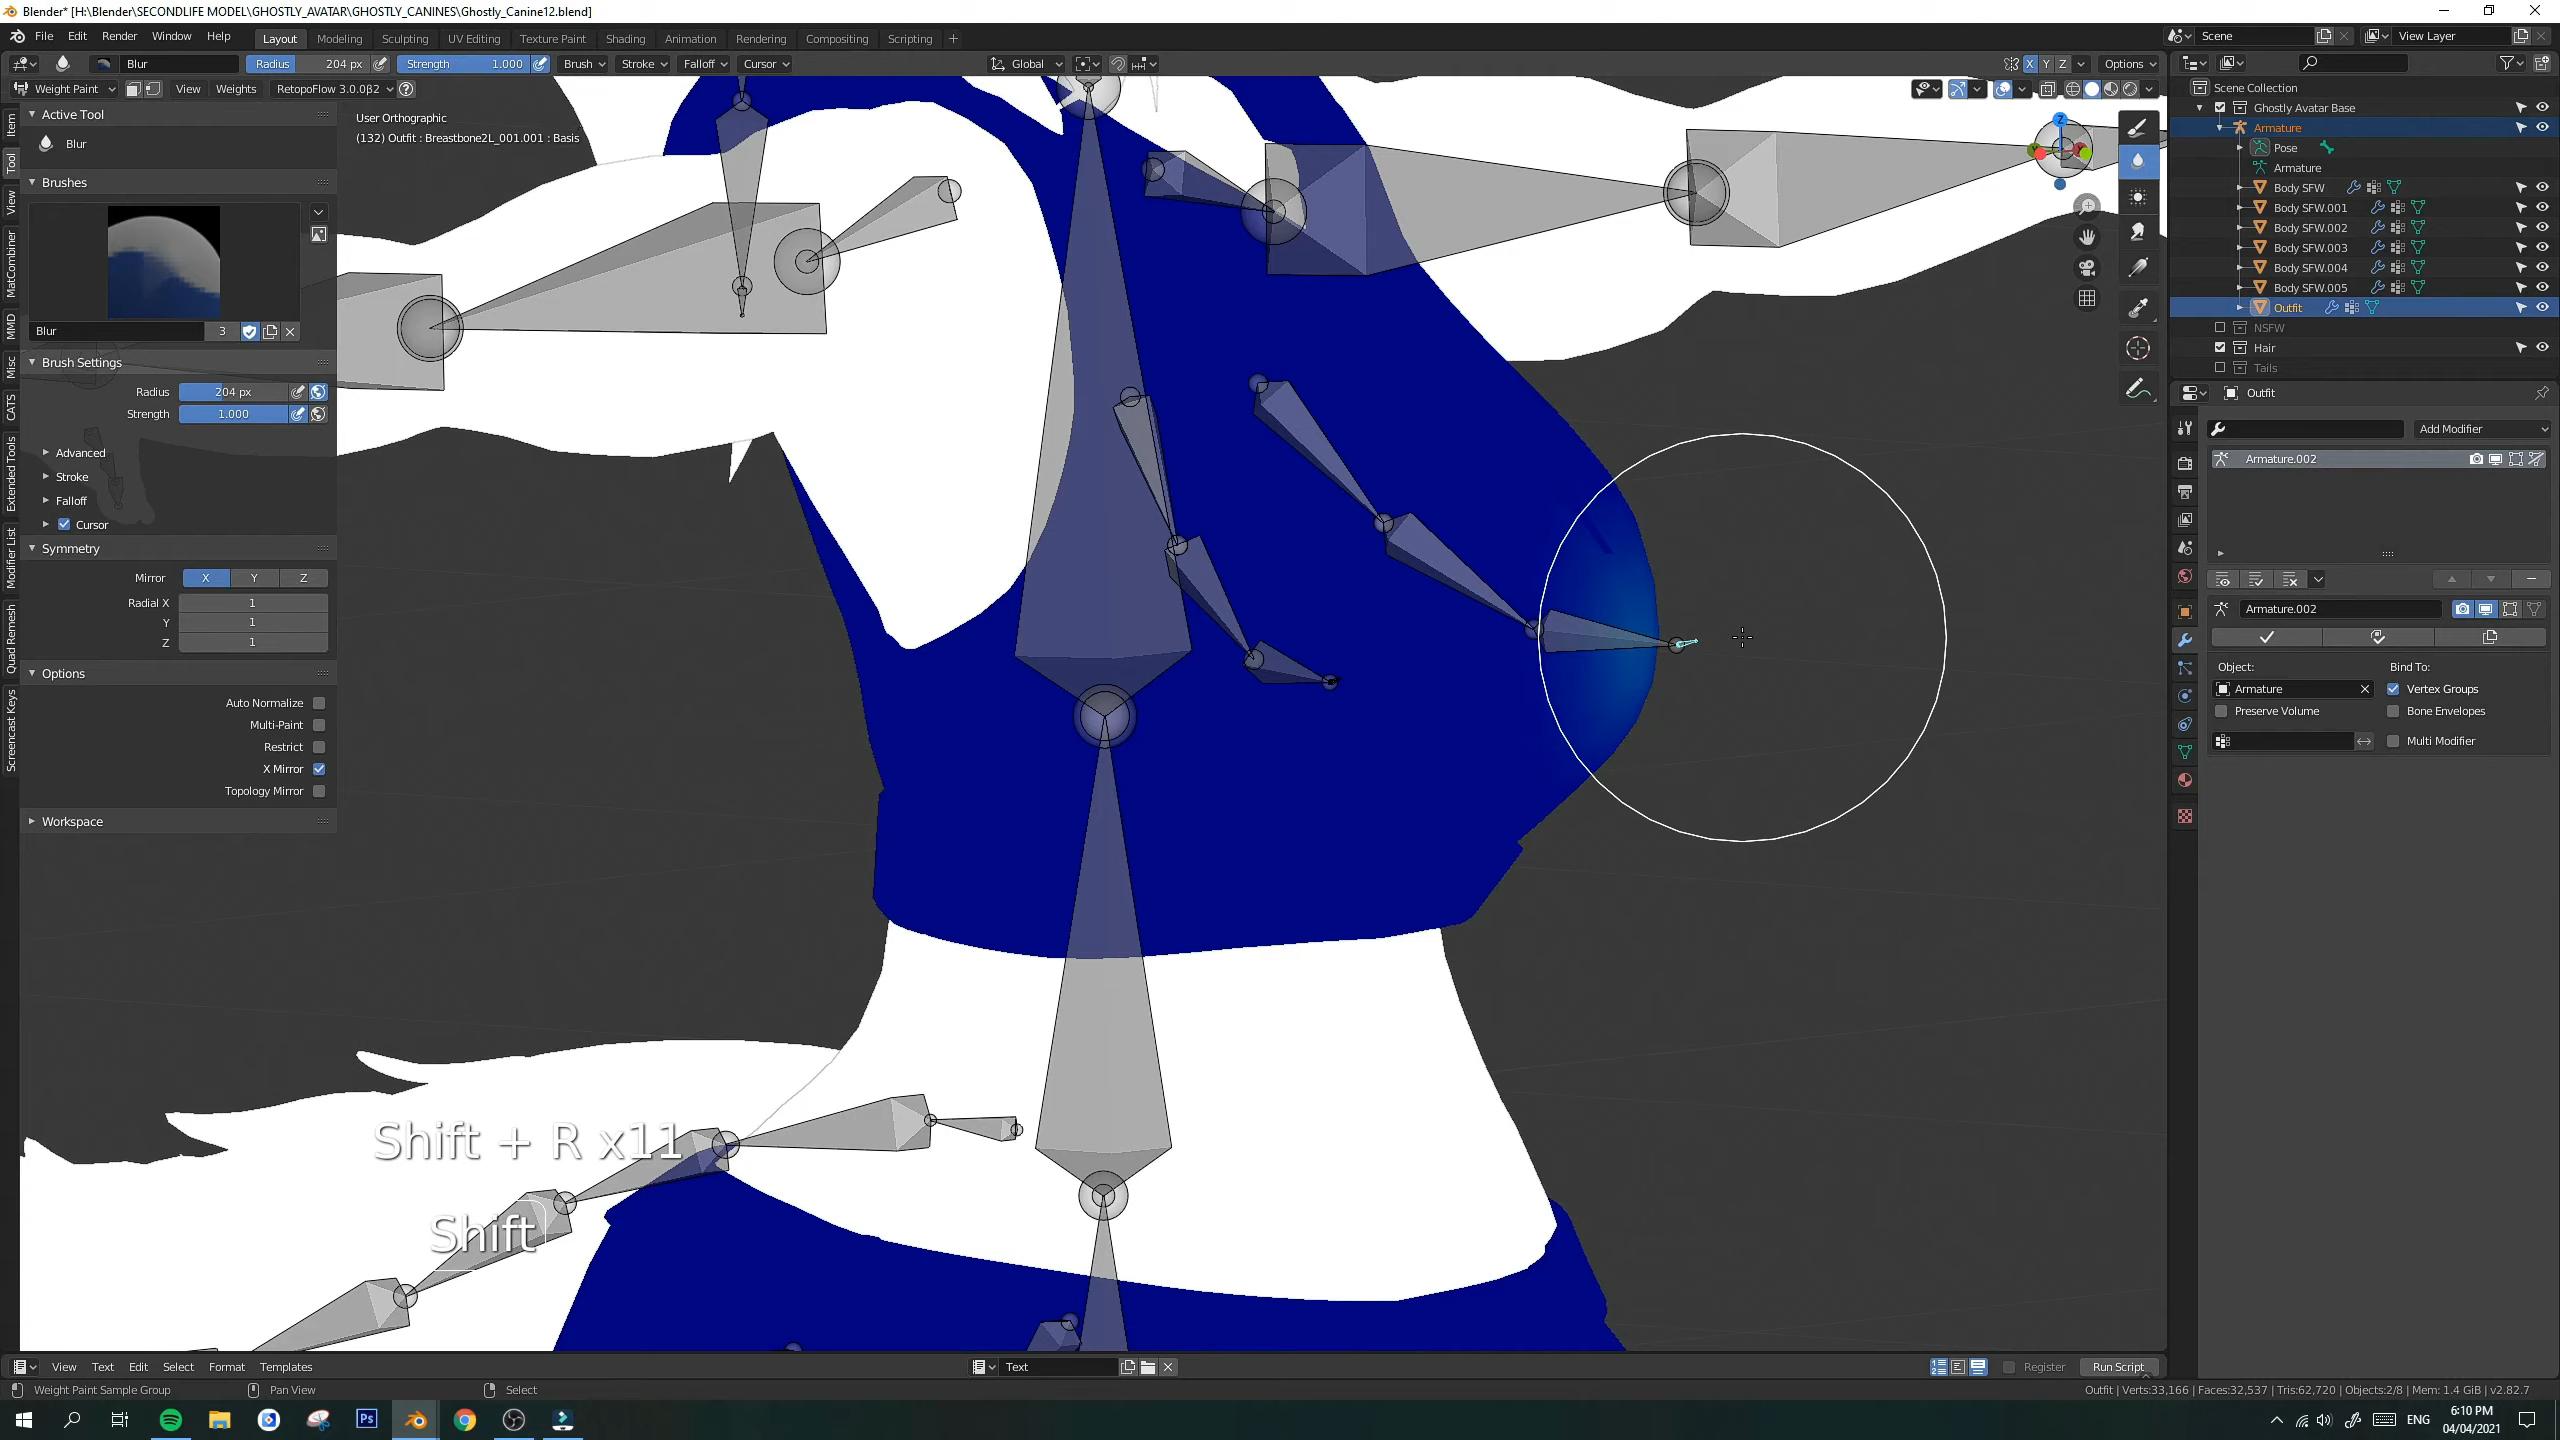 Blender* [H:\Blender\SECONDLIFE MODEL\GHOSTLY_AVATAR\GHOSTLY_CANINES\Ghostly_Canine12.blend]
File Edit Render Window Help Layout Modeling Sculpting UV Editing Texture Paint Shading Animation Rendering Compositing Scripting Scene View Layer
Blur Radius 204 px Strength 1.000 Brush Stroke Falloff Cursor Global X Y Z Options
Weight Paint View Weights RetopoFlow 3.0.0β2
Active Tool
Blur
Brushes
Blur 3
Brush Settings
Radius 204 px
Strength 1.000
Advanced
Stroke
Falloff
Cursor
Symmetry
Mirror X Y Z
Radial X 1
Y 1
Z 1
Options
Auto Normalize
Multi-Paint
Restrict
X Mirror
Topology Mirror
Workspace
Item
Tool
View
MatCombiner
MMD
Misc
CATS
Extended Tools
Modifier List
Quad Remesh
Screencast Keys
User Orthographic
(132) Outfit : Breastbone2L_001.001 : Basis
Z
Shift + R x11
Shift
Scene Collection
Ghostly Avatar Base
Armature
Pose
Armature
Body SFW
Body SFW.001
Body SFW.002
Body SFW.003
Body SFW.004
Body SFW.005
Outfit
NSFW
Hair
Tails
Outfit
Add Modifier
Armature.002
Armature.002
Object: Bind To:
Armature Vertex Groups
Preserve Volume Bone Envelopes
Multi Modifier
View Text Edit Select Format Templates Text Register Run Script
Weight Paint Sample Group Pan View Select Outfit | Verts:33,166 | Faces:32,537 | Tris:62,720 | Objects:2/8 | Mem: 1.4 GiB | v2.82.7
Ps
ENG
6:10 PM
04/04/2021